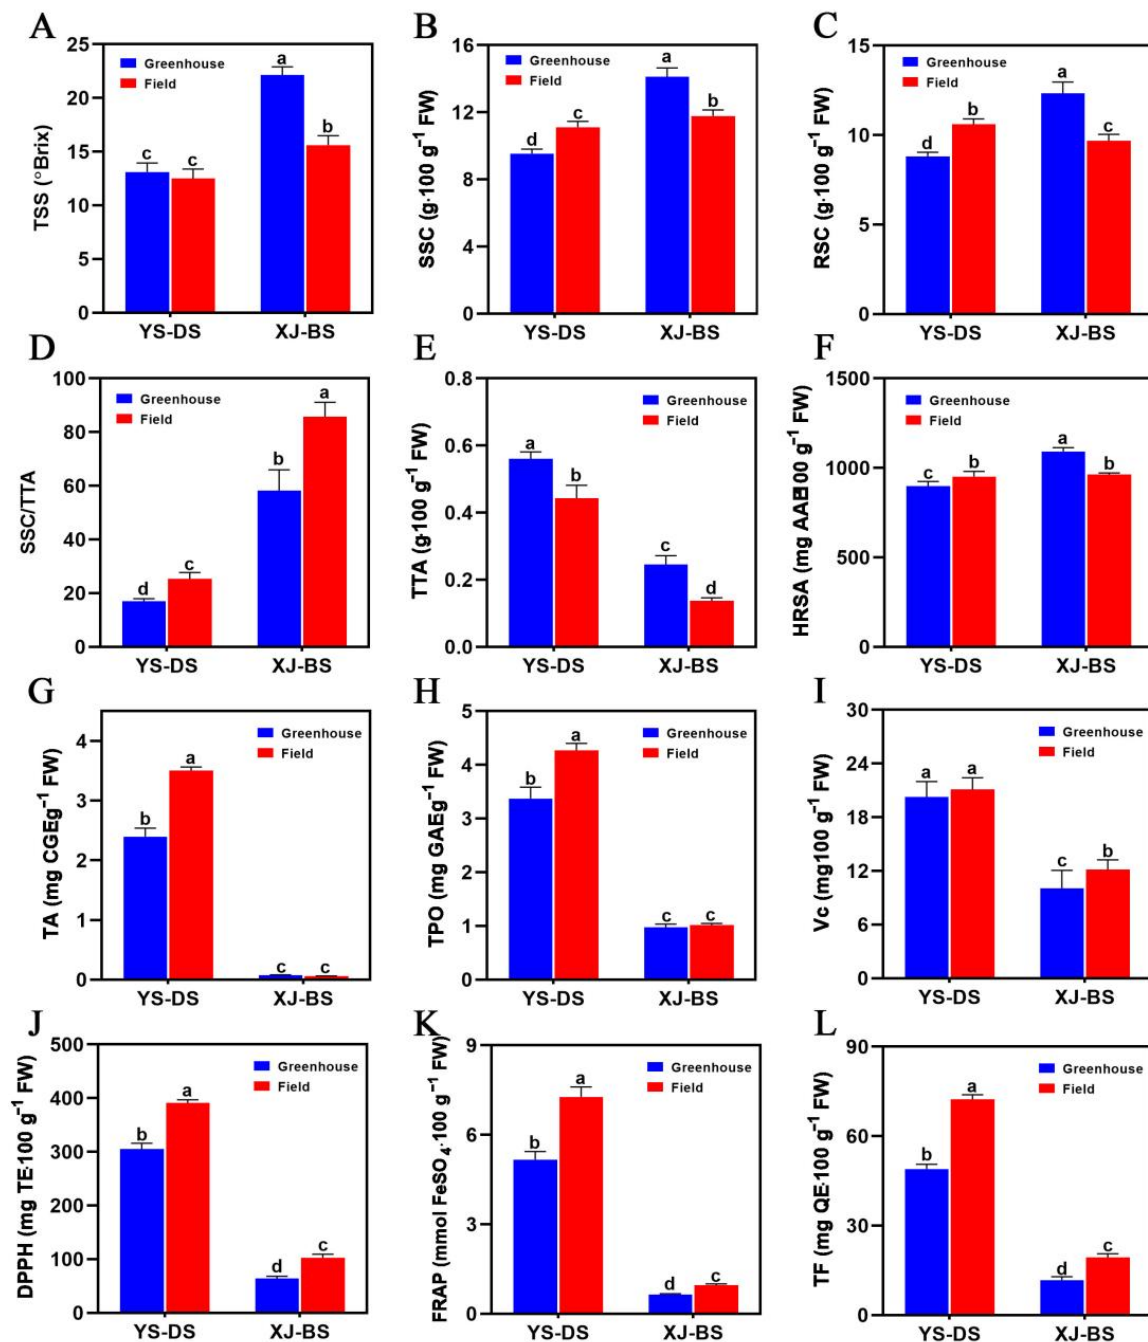 A
TSS (°Brix)
25
20
15
10
5
0
Greenhouse
Field
c
c
a
b
YS-DS
XJ-BS
B
SSC (g·100 g⁻¹ FW)
16
12
8
4
0
Greenhouse
Field
d
c
a
b
YS-DS
XJ-BS
C
RSC (g·100 g⁻¹ FW)
15
10
5
0
Greenhouse
Field
d
b
a
c
YS-DS
XJ-BS
D
SSC/TTA
100
80
60
40
20
0
Greenhouse
Field
d
c
b
a
YS-DS
XJ-BS
E
TTA (g·100 g⁻¹ FW)
0.8
0.6
0.4
0.2
0.0
Greenhouse
Field
a
b
c
d
YS-DS
XJ-BS
F
HRSA (mg 100 g⁻¹ FW)
1500
1000
500
0
Greenhouse
Field
c
b
a
b
YS-DS
XJ-BS
G
TA (mg CGEg⁻¹ FW)
4
3
2
1
0
Greenhouse
Field
b
a
c
c
YS-DS
XJ-BS
H
TPO (mg GAEg⁻¹ FW)
5
4
3
2
1
0
Greenhouse
Field
b
a
c
c
YS-DS
XJ-BS
I
Vc (mg100 g⁻¹ FW)
30
24
18
12
6
0
Greenhouse
Field
a
a
c
b
YS-DS
XJ-BS
J
DPPH (mg TE·100 g⁻¹ FW)
500
400
300
200
100
0
Greenhouse
Field
b
a
d
c
YS-DS
XJ-BS
K
FRAP (mmol FeSO₄·100 g⁻¹ FW)
9
6
3
0
Greenhouse
Field
b
a
d
c
YS-DS
XJ-BS
L
TF (mg QE·100 g⁻¹ FW)
90
60
30
0
Greenhouse
Field
b
a
d
c
YS-DS
XJ-BS